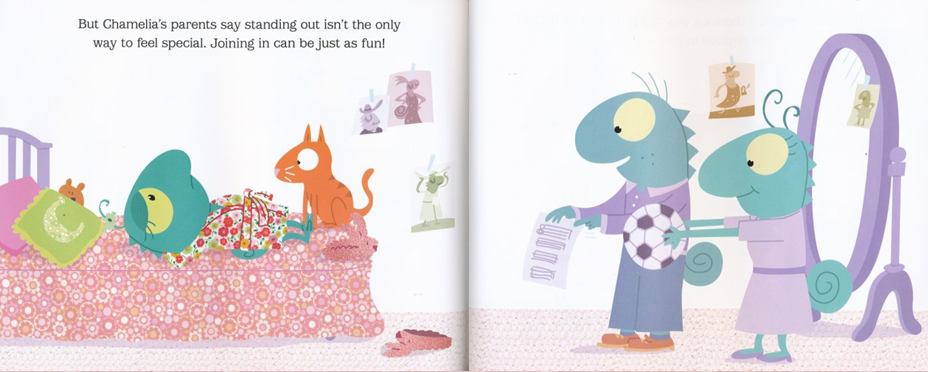 But Chamelia's parents say standing out isn't the only
way to feel special. Joining in can be just as fun!